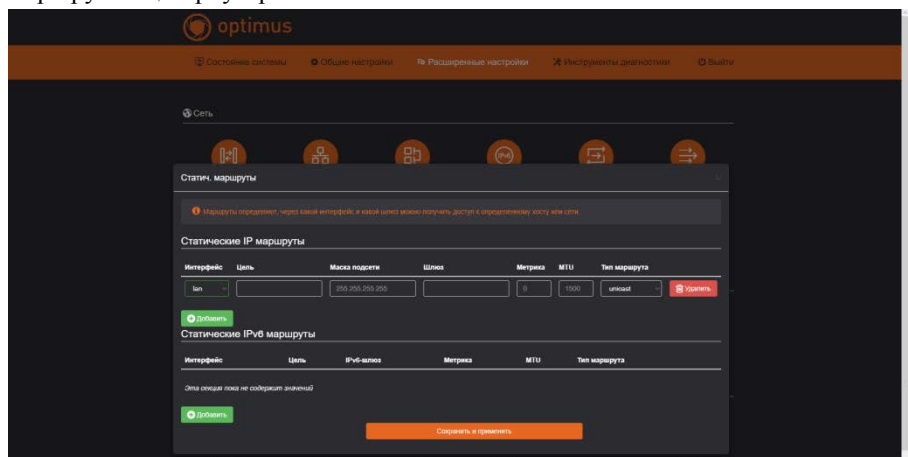 optimus
Состояние системы Общие настройки Расширенные настройки Инструменты диагностики Выйти
Сеть
Статич. маршруты
Маршруты определяют, через какой интерфейс и какой шлюз можно получить доступ к определенному хосту или сети.
Статические IP маршруты
Интерфейс Цель Маска подсети Шлюз Метрика MTU Тип маршрута
lan 255.255.255.255 0 1500 unicast Удалить
Добавить
Статические IPv6 маршруты
Интерфейс Цель IPv6-шлюз Метрика MTU Тип маршрута
Эта секция пока не содержит значений
Добавить
Сохранить и применить